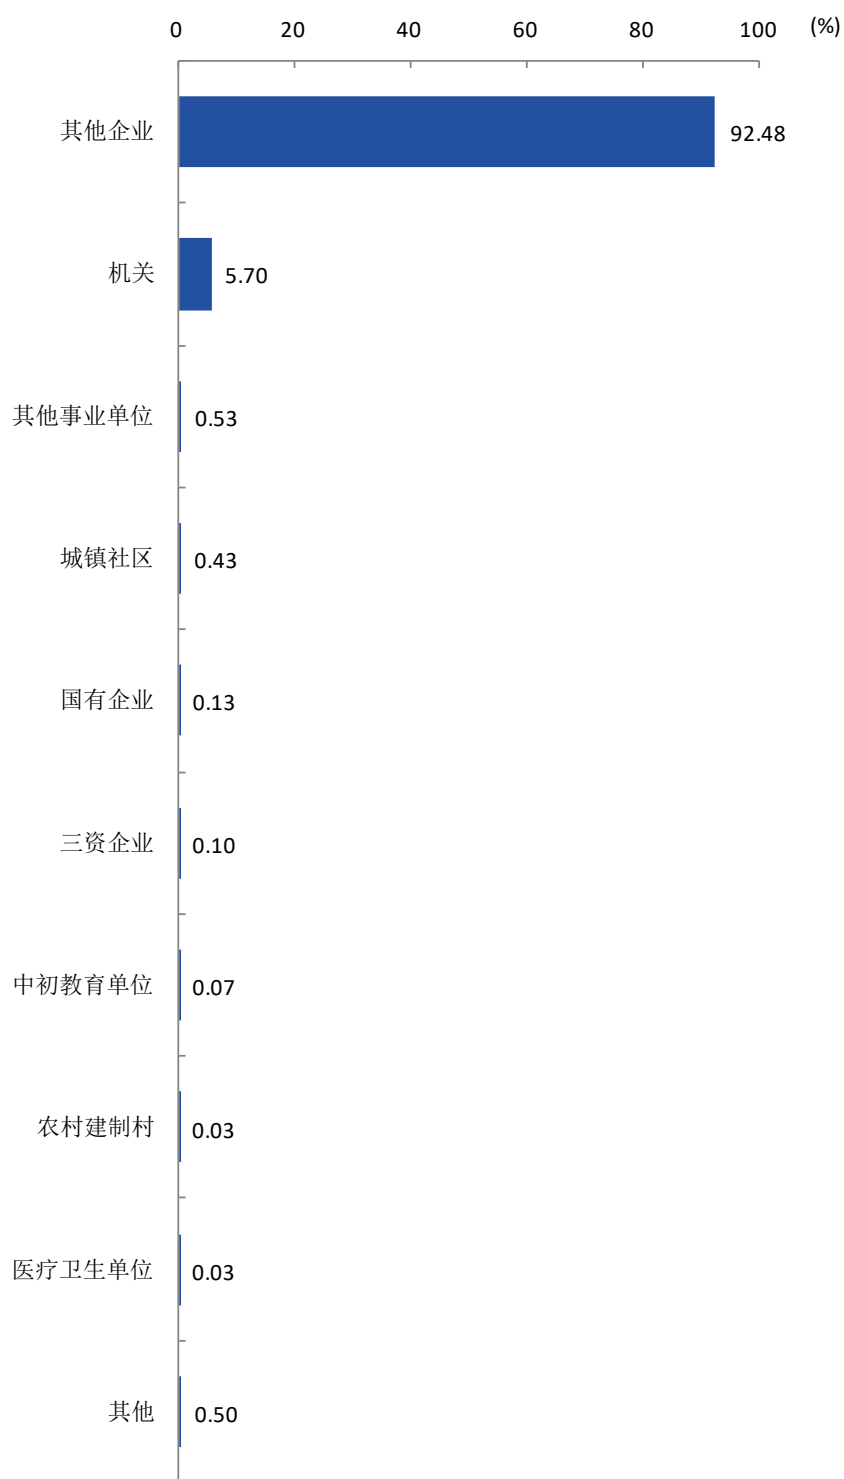 0 20 40 60 80 100 (%)
其他企业 92.48
机关 5.70
其他事业单位 0.53
城镇社区 0.43
国有企业 0.13
三资企业 0.10
中初教育单位 0.07
农村建制村 0.03
医疗卫生单位 0.03
其他 0.50